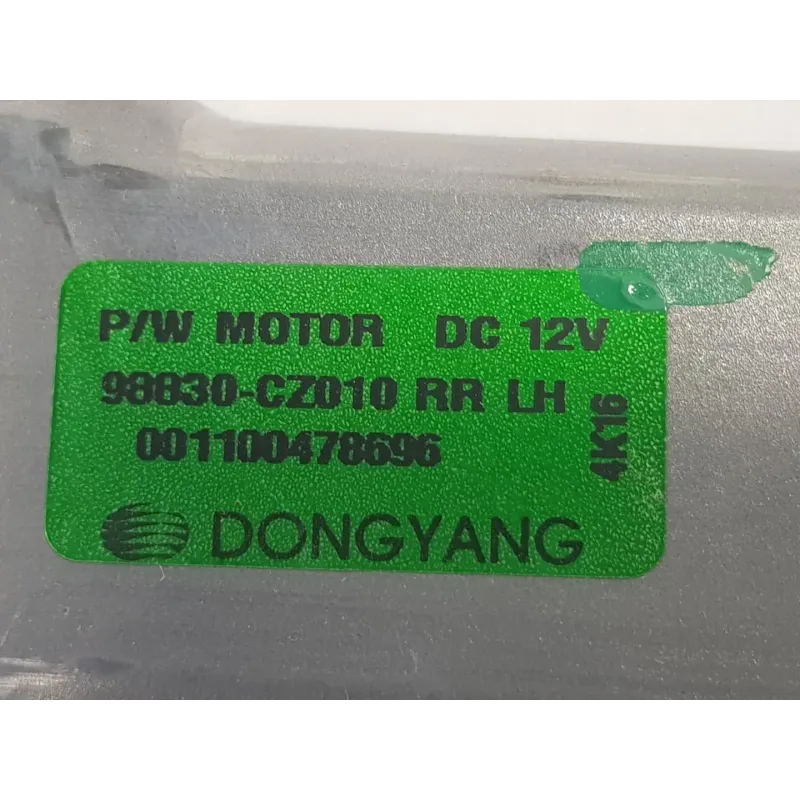 P/W MOTOR DC 12V
98830-CZ010 RR LH
001100478696
4K16
DONGYANG